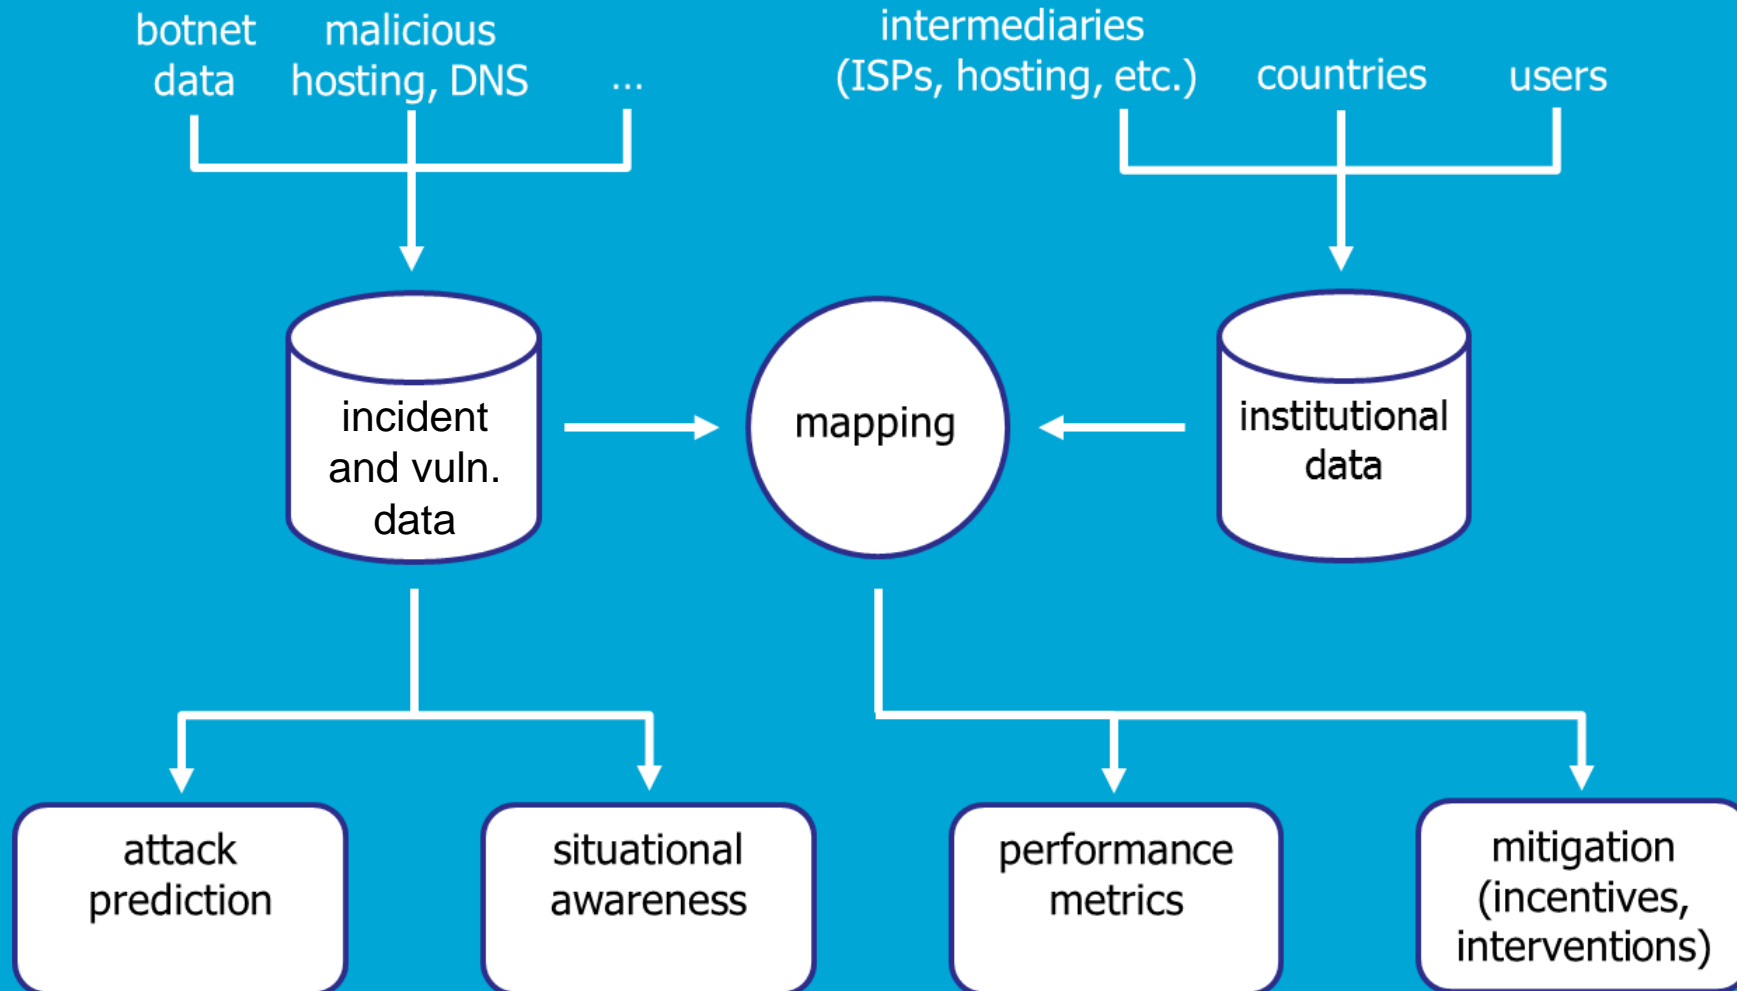 botnet
data
malicious
hosting, DNS
...
intermediaries
(ISPs, hosting, etc.)
countries
users
incident
and vuln.
data
mapping
institutional
data
attack
prediction
situational
awareness
performance
metrics
mitigation
(incentives,
interventions)